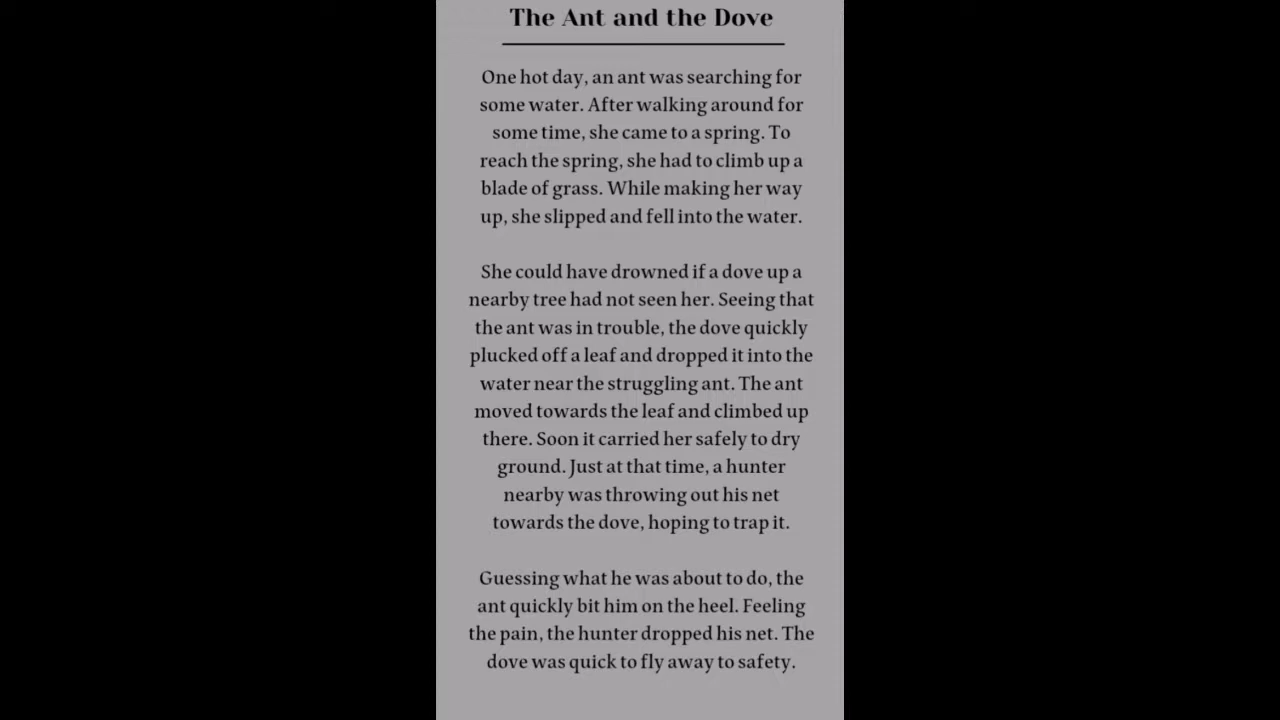 The Ant and the Dove
One hot day, an ant was searching for
some water. After walking around for
some time, she came to a spring. To
reach the spring, she had to climb up a
blade of grass. While making her way
up, she slipped and fell into the water.
She could have drowned if a dove up a
nearby tree had not seen her. Seeing that
the ant was in trouble, the dove quickly
plucked off a leaf and dropped it into the
water near the struggling ant. The ant
moved towards the leaf and climbed up
there. Soon it carried her safely to dry
ground. Just at that time, a hunter
nearby was throwing out his net
towards the dove, hoping to trap it.
Guessing what he was about to do, the
ant quickly bit him on the heel. Feeling
the pain, the hunter dropped his net. The
dove was quick to fly away to safety.